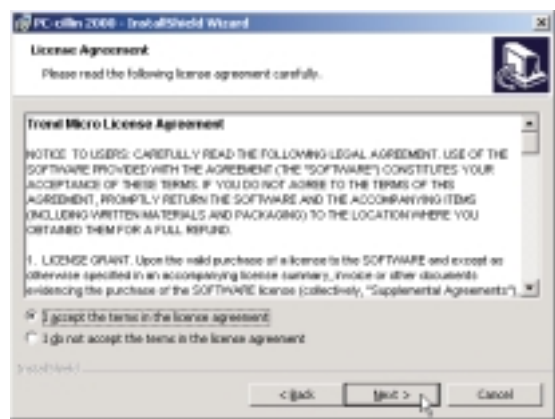 PC-cillin 2000 - InstallShield Wizard
License Agreement
Please read the following license agreement carefully.
Trend Micro License Agreement
NOTICE TO USERS: CAREFULLY READ THE FOLLOWING LEGAL AGREEMENT. USE OF THE
SOFTWARE PROVIDED WITH THE AGREEMENT (THE "SOFTWARE") CONSTITUTES YOUR
ACCEPTANCE OF THESE TERMS. IF YOU DO NOT AGREE TO THE TERMS OF THIS
AGREEMENT, PROMPTLY RETURN THE SOFTWARE AND THE ACCOMPANYING ITEMS
(INCLUDING WRITTEN MATERIALS AND PACKAGING) TO THE LOCATION WHERE YOU
OBTAINED THEM FOR A FULL REFUND.
1. LICENSE GRANT. Upon the valid purchase of a license to the SOFTWARE and except as
otherwise specified in an accompanying license summary, invoice or other documents
evidencing the purchase of the SOFTWARE license (collectively, "Supplemental Agreements"),
I accept the terms in the license agreement
I do not accept the terms in the license agreement
InstallShield
< Back
Next >
Cancel